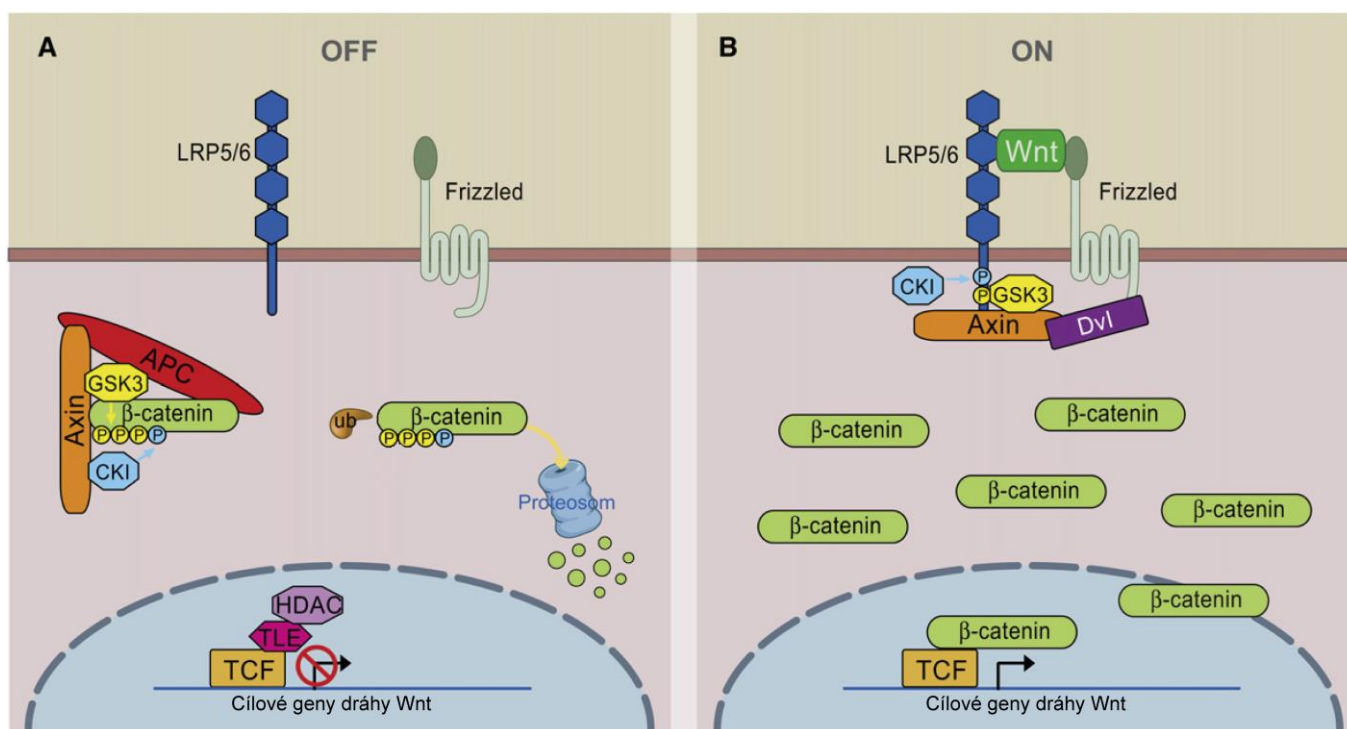 A
OFF
LRP5/6
Frizzled
APC
GSK3
Axin
β-catenin
P P P P
CKI
ub
β-catenin
P P P P
Proteosom
HDAC
TLE
TCF
Cílové geny dráhy Wnt
B
ON
LRP5/6
Wnt
Frizzled
CKI
P
P
GSK3
Axin
Dvl
β-catenin
β-catenin
β-catenin
β-catenin
β-catenin
β-catenin
β-catenin
TCF
Cílové geny dráhy Wnt